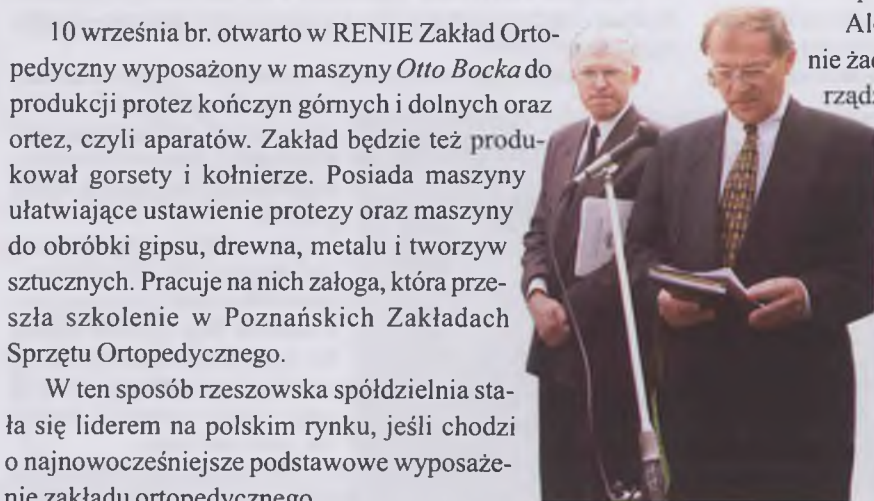 10 września br. otwarto w RENIE Zakład Orto-
pedyczny wyposażony w maszyny Otto Bocka do
produkcji protez kończyn górnych i dolnych oraz
ortez, czyli aparatów. Zakład będzie też produ-
kował gorsety i kołnierze. Posiada maszyny
ułatwiające ustawienie protezy oraz maszyny
do obróbki gipsu, drewna, metalu i tworzyw
sztucznych. Pracuje na nich załoga, która prze-
szła szkolenie w Poznańskich Zakładach
Sprzętu Ortopedycznego.
W ten sposób rzeszowska spółdzielnia sta-
ła się liderem na polskim rynku, jeśli chodzi
o najnowocześniejsze podstawowe wyposaże-
nie zakładu ortopedycznego.
nie